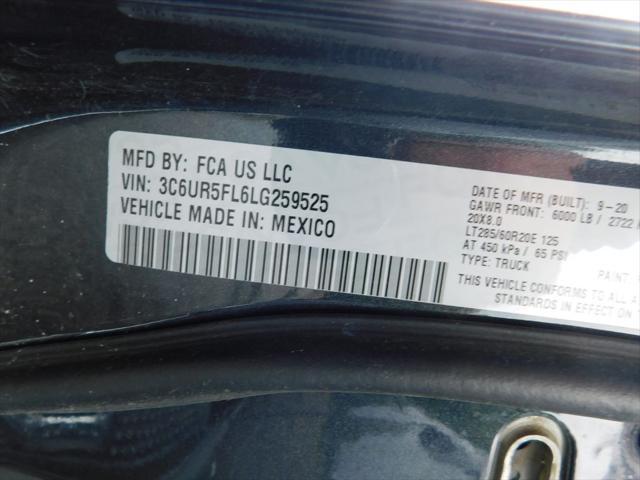 MFD BY: FCA US LLC
VIN: 3C6UR5FL6LG259525
VEHICLE MADE IN: MEXICO
DATE OF MFR (BUILT): 9-20
GAWR FRONT: 6000 LB / 2722
20X8.0
LT285/60R20E 125
AT 450 kPa / 65 PSI
TYPE: TRUCK
PAINT:
THIS VEHICLE CONFORMS TO ALL
STANDARDS IN EFFECT ON